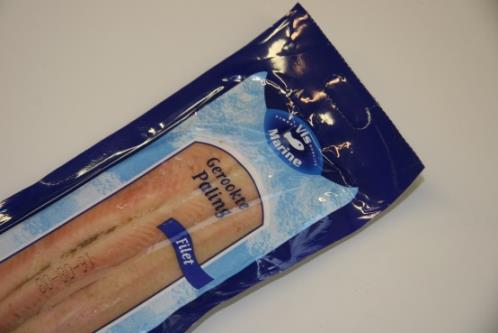 Vis
Marine
Gerookte
Paling
Filet